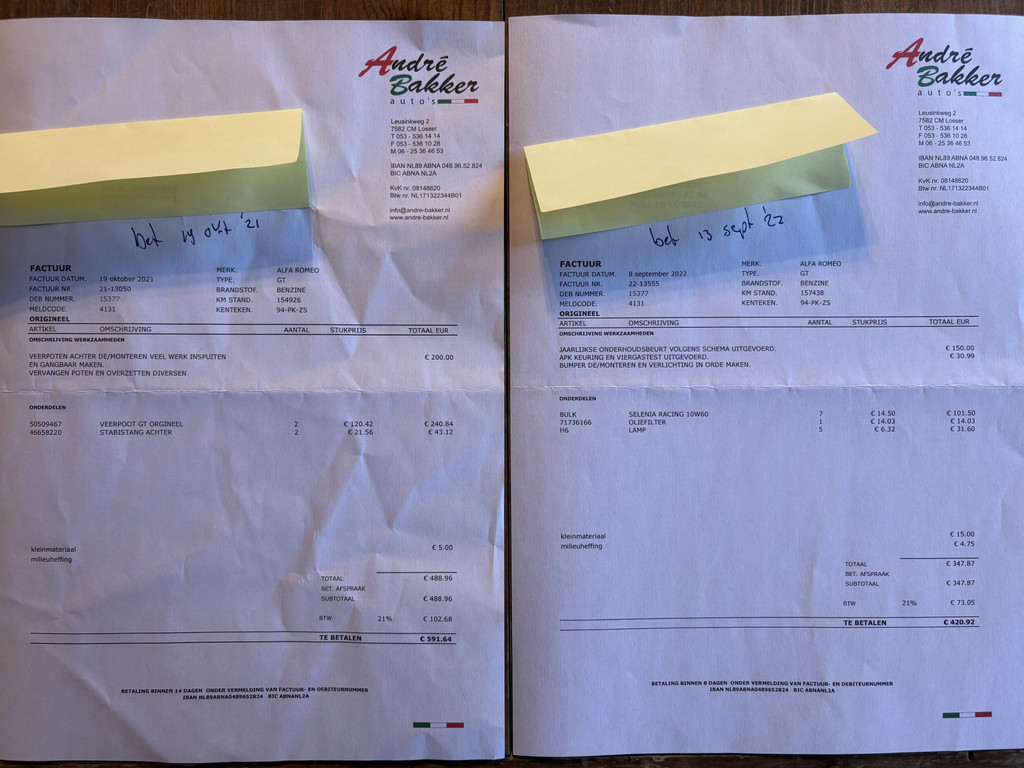 André
Bakker
auto's
Leusinkweg 2
7582 CM Losser
T 053 - 536 14 14
F 053 - 536 10 28
M 06 - 25 36 46 53
IBAN NL89 ABNA 048.96.52.824
BIC ABNA NL2A
KvK nr. 08148620
Btw nr. NL171322344B01
info@andre-bakker.nl
www.andre-bakker.nl
bet 19 okt '21
FACTUUR
FACTUUR DATUM. 19 oktober 2021
FACTUUR NR. 21-13050
DEB NUMMER. 15377
MELDCODE. 4131
MERK. ALFA ROMEO
TYPE. GT
BRANDSTOF. BENZINE
KM STAND. 154926
KENTEKEN. 94-PK-ZS
ORIGINEEL
ARTIKEL OMSCHRIJVING AANTAL STUKPRIJS TOTAAL EUR
OMSCHRIJVING WERKZAAMHEDEN
VEERPOTEN ACHTER DE/MONTEREN VEEL WERK INSPUITEN € 200.00
EN GANGBAAR MAKEN.
VERVANGEN POTEN EN OVERZETTEN DIVERSEN.
ONDERDELEN
50509467 VEERPOOT GT ORGINEEL 2 € 120.42 € 240.84
46658220 STABISTANG ACHTER 2 € 21.56 € 43.12
kleinmateriaal € 5.00
milieuheffing
TOTAAL € 488.96
BET. AFSPRAAK
SUBTOTAAL € 488.96
BTW 21% € 102.68
TE BETALEN € 591.64
BETALING BINNEN 14 DAGEN ONDER VERMELDING VAN FACTUUR- EN DEBITEURNUMMER
IBAN NL89ABNA0489652824 BIC ABNANL2A
André
Bakker
auto's
Leusinkweg 2
7582 CM Losser
T 053 - 536 14 14
F 053 - 536 10 28
M 06 - 25 36 46 53
IBAN NL89 ABNA 048.96.52.824
BIC ABNA NL2A
KvK nr. 08148620
Btw nr. NL171322344B01
info@andre-bakker.nl
www.andre-bakker.nl
bet 13 sept '22
FACTUUR
FACTUUR DATUM. 8 september 2022
FACTUUR NR. 22-13555
DEB NUMMER. 15377
MELDCODE. 4131
MERK. ALFA ROMEO
TYPE. GT
BRANDSTOF. BENZINE
KM STAND. 157438
KENTEKEN. 94-PK-ZS
ORIGINEEL
ARTIKEL OMSCHRIJVING AANTAL STUKPRIJS TOTAAL EUR
OMSCHRIJVING WERKZAAMHEDEN
JAARLIJKSE ONDERHOUDSBEURT VOLGENS SCHEMA UITGEVOERD. € 150.00
APK KEURING EN VIERGASTEST UITGEVOERD. € 30.99
BUMPER DE/MONTEREN EN VERLICHTING IN ORDE MAKEN.
ONDERDELEN
BULK SELENIA RACING 10W60 7 € 14.50 € 101.50
71736166 OLIEFILTER 1 € 14.03 € 14.03
H6 LAMP 5 € 6.32 € 31.60
kleinmateriaal € 15.00
milieuheffing € 4.75
TOTAAL € 347.87
BET. AFSPRAAK
SUBTOTAAL € 347.87
BTW 21% € 73.05
TE BETALEN € 420.92
BETALING BINNEN 8 DAGEN ONDER VERMELDING VAN FACTUUR- EN DEBITEURNUMMER
IBAN NL89ABNA0489652824 BIC ABNANL2A